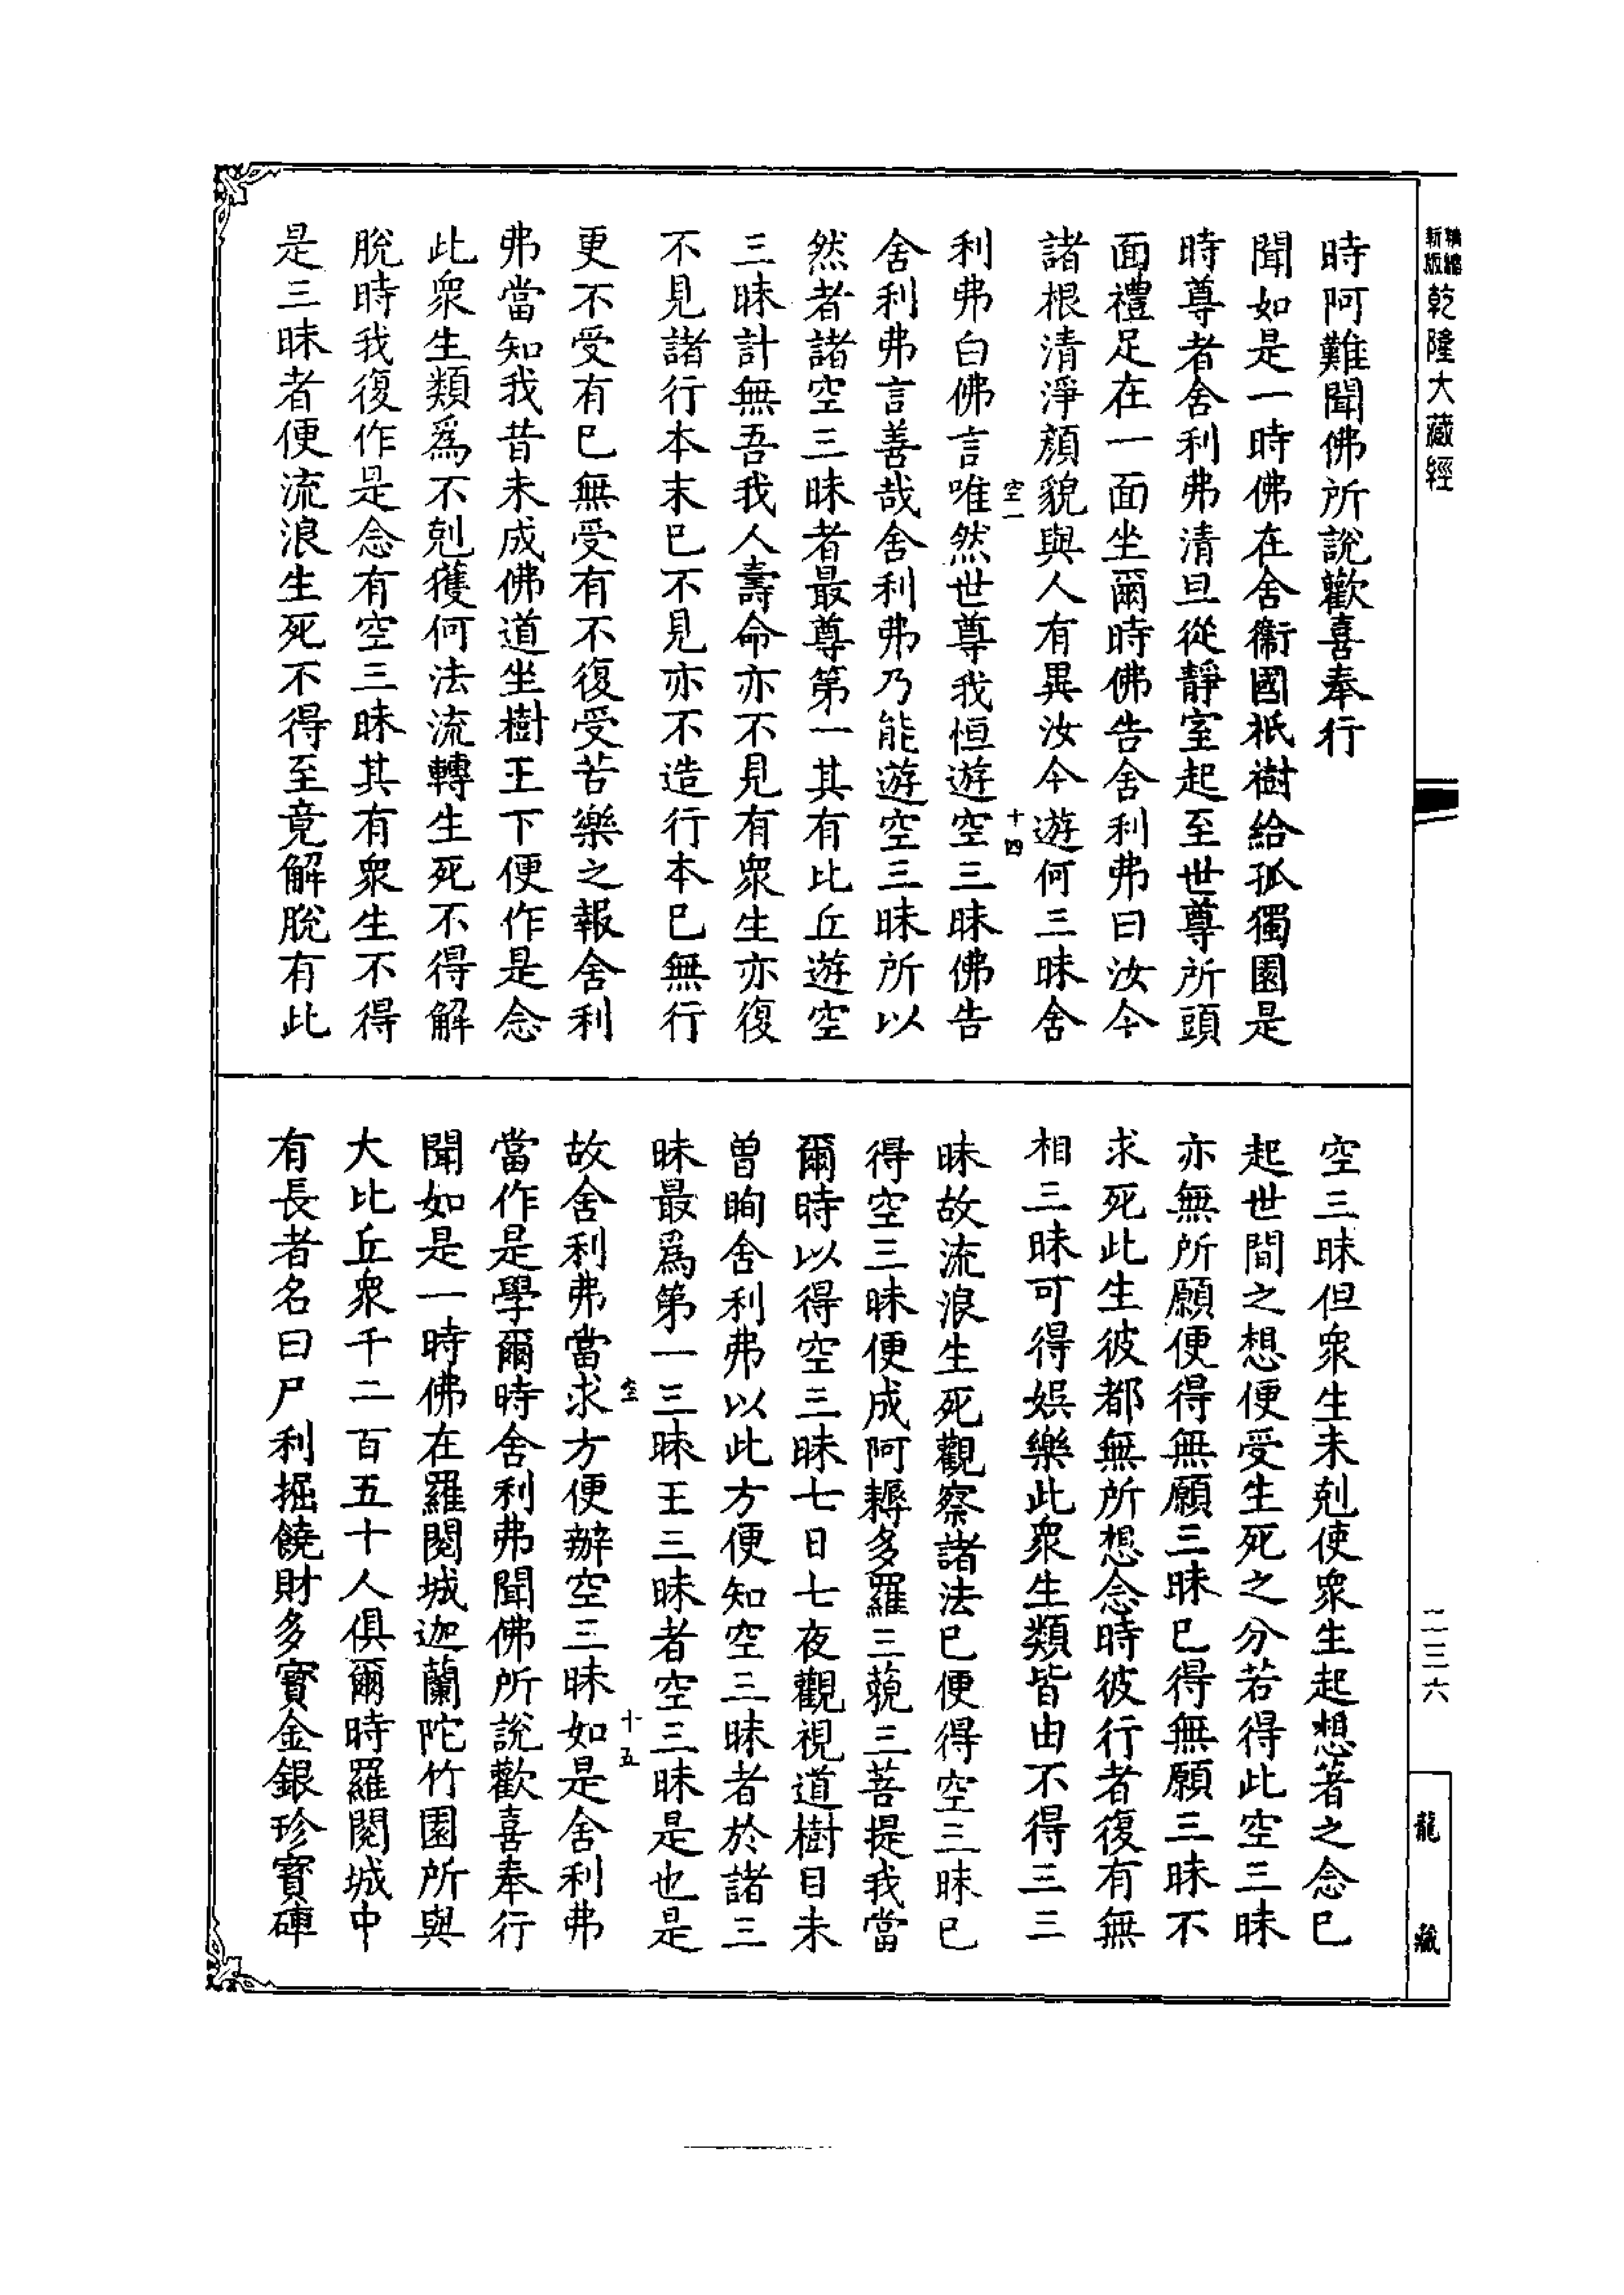 新版精縮乾隆大藏經
時阿難聞佛所說歡喜奉行
聞如是一時佛在舍衞國祇樹給孤獨園是
時尊者舍利弗清旦從靜室起至世尊所頭
面禮足在一面坐爾時佛告舍利弗曰汝今
諸根清淨顏貌與人有異汝今遊何三昧舍
空一 十四
利弗白佛言唯然世尊我恒遊空三昧佛告
舍利弗言善哉舍利弗乃能遊空三昧所以
然者諸空三昧者最尊第一其有比丘遊空
三昧計無吾我人壽命亦不見有衆生亦復
不見諸行本末已不見亦不造行本已無行
更不受有已無受有不復受苦樂之報舍利
弗當知我昔未成佛道坐樹王下便作是念
此衆生類爲不剋獲何法流轉生死不得解
脫時我復作是念有空三昧其有衆生不得
是三昧者便流浪生死不得至竟解脫有此
空三昧但衆生未剋使衆生起想著之念已
起世間之想便受生死之分若得此空三昧
亦無所願便得無願三昧已得無願三昧不
求死此生彼都無所想念時彼行者復有無
相三昧可得娛樂此衆生類皆由不得三三
昧故流浪生死觀察諸法已便得空三昧已
得空三昧便成阿耨多羅三藐三菩提我當
爾時以得空三昧七日七夜觀視道樹目未
曾眴舍利弗以此方便知空三昧者於諸三
昧最爲第一三昧王三昧者空三昧是也是
空 十五
故舍利弗當求方便辦空三昧如是舍利弗
當作是學爾時舍利弗聞佛所說歡喜奉行
聞如是一時佛在羅閱城迦蘭陀竹園所與
大比丘衆千二百五十人俱爾時羅閱城中
有長者名曰尸利掘饒財多寶金銀珍寶硨
二三六
龍藏